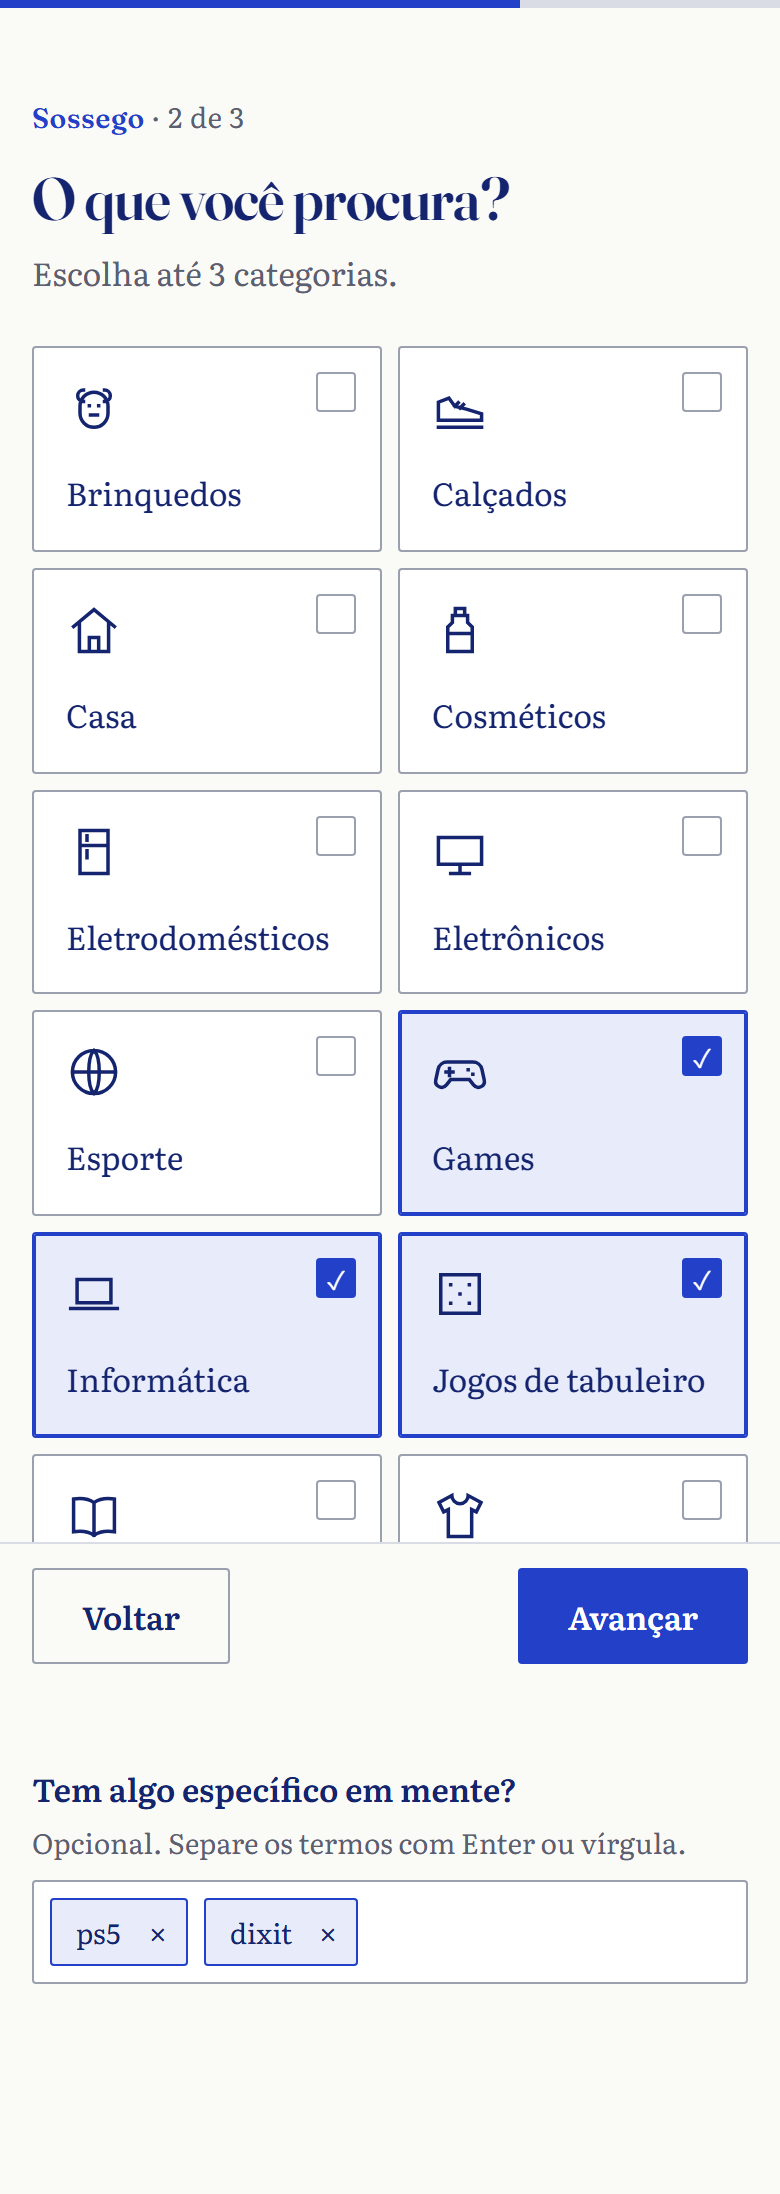 Sossego · 2 de 3
O que você procura?
Escolha até 3 categorias.
Brinquedos
Calçados
Casa
Cosméticos
Eletrodomésticos
Eletrônicos
Esporte
Games
Informática
Jogos de tabuleiro
Voltar
Avançar
Tem algo específico em mente?
Opcional. Separe os termos com Enter ou vírgula.
ps5 ×
dixit ×